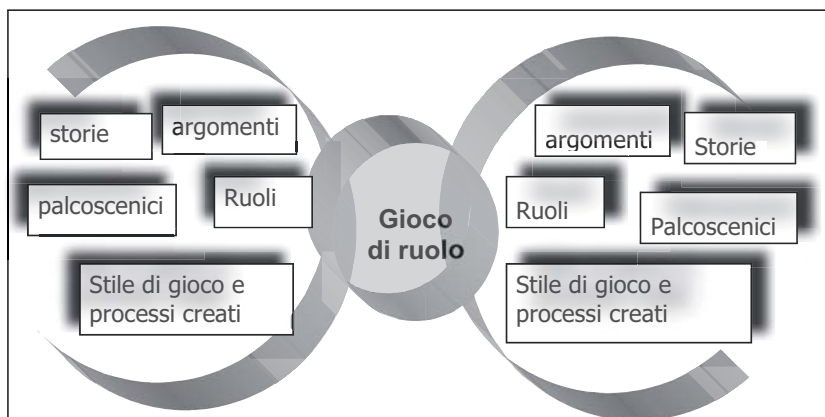 storie
argomenti
palcoscenici
Ruoli
Stile di gioco e
processi creati
Gioco
di ruolo
argomenti
Storie
Ruoli
Palcoscenici
Stile di gioco e
processi creati